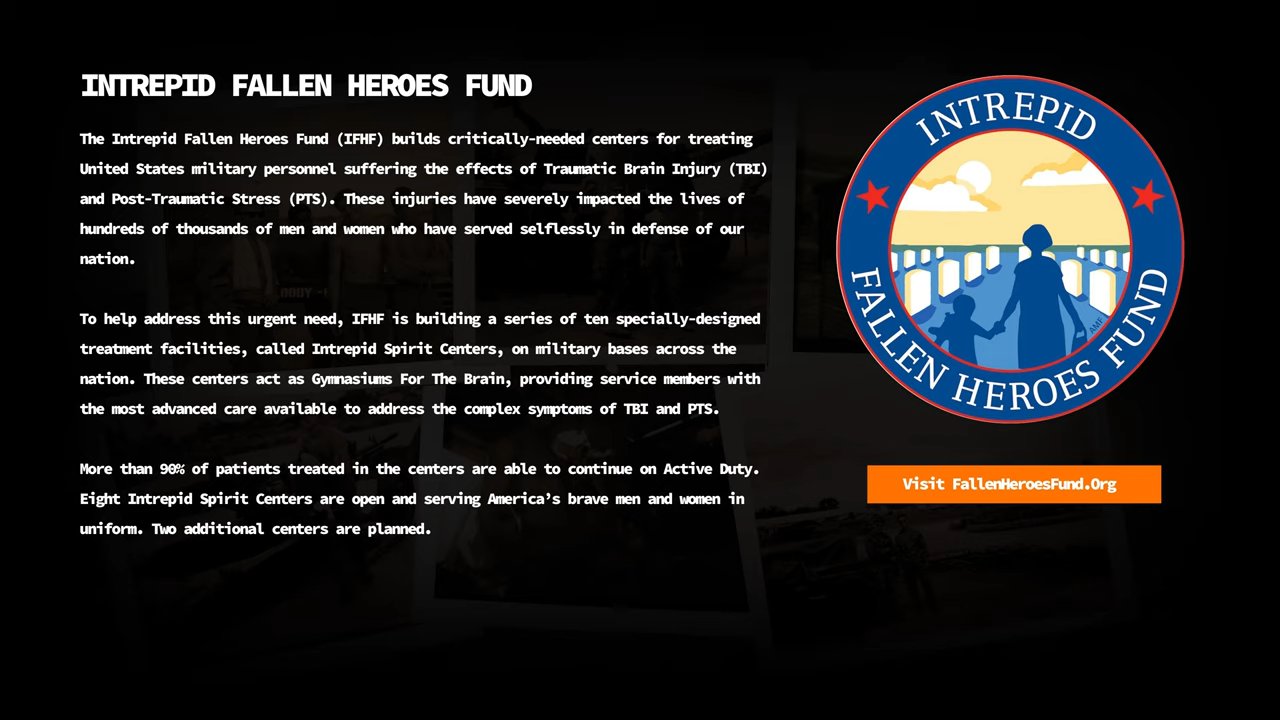 INTREPID FALLEN HEROES FUND
The Intrepid Fallen Heroes Fund (IFHF) builds critically-needed centers for treating
United States military personnel suffering the effects of Traumatic Brain Injury (TBI)
and Post-Traumatic Stress (PTS). These injuries have severely impacted the lives of
hundreds of thousands of men and women who have served selflessly in defense of our
nation.
To help address this urgent need, IFHF is building a series of ten specially-designed
treatment facilities, called Intrepid Spirit Centers, on military bases across the
nation. These centers act as Gymnasiums For The Brain, providing service members with
the most advanced care available to address the complex symptoms of TBI and PTS.
More than 90% of patients treated in the centers are able to continue on Active Duty.
Eight Intrepid Spirit Centers are open and serving America's brave men and women in
uniform. Two additional centers are planned.
INTREPID
FALLEN HEROES FUND
AMF
Visit FallenHeroesFund.Org